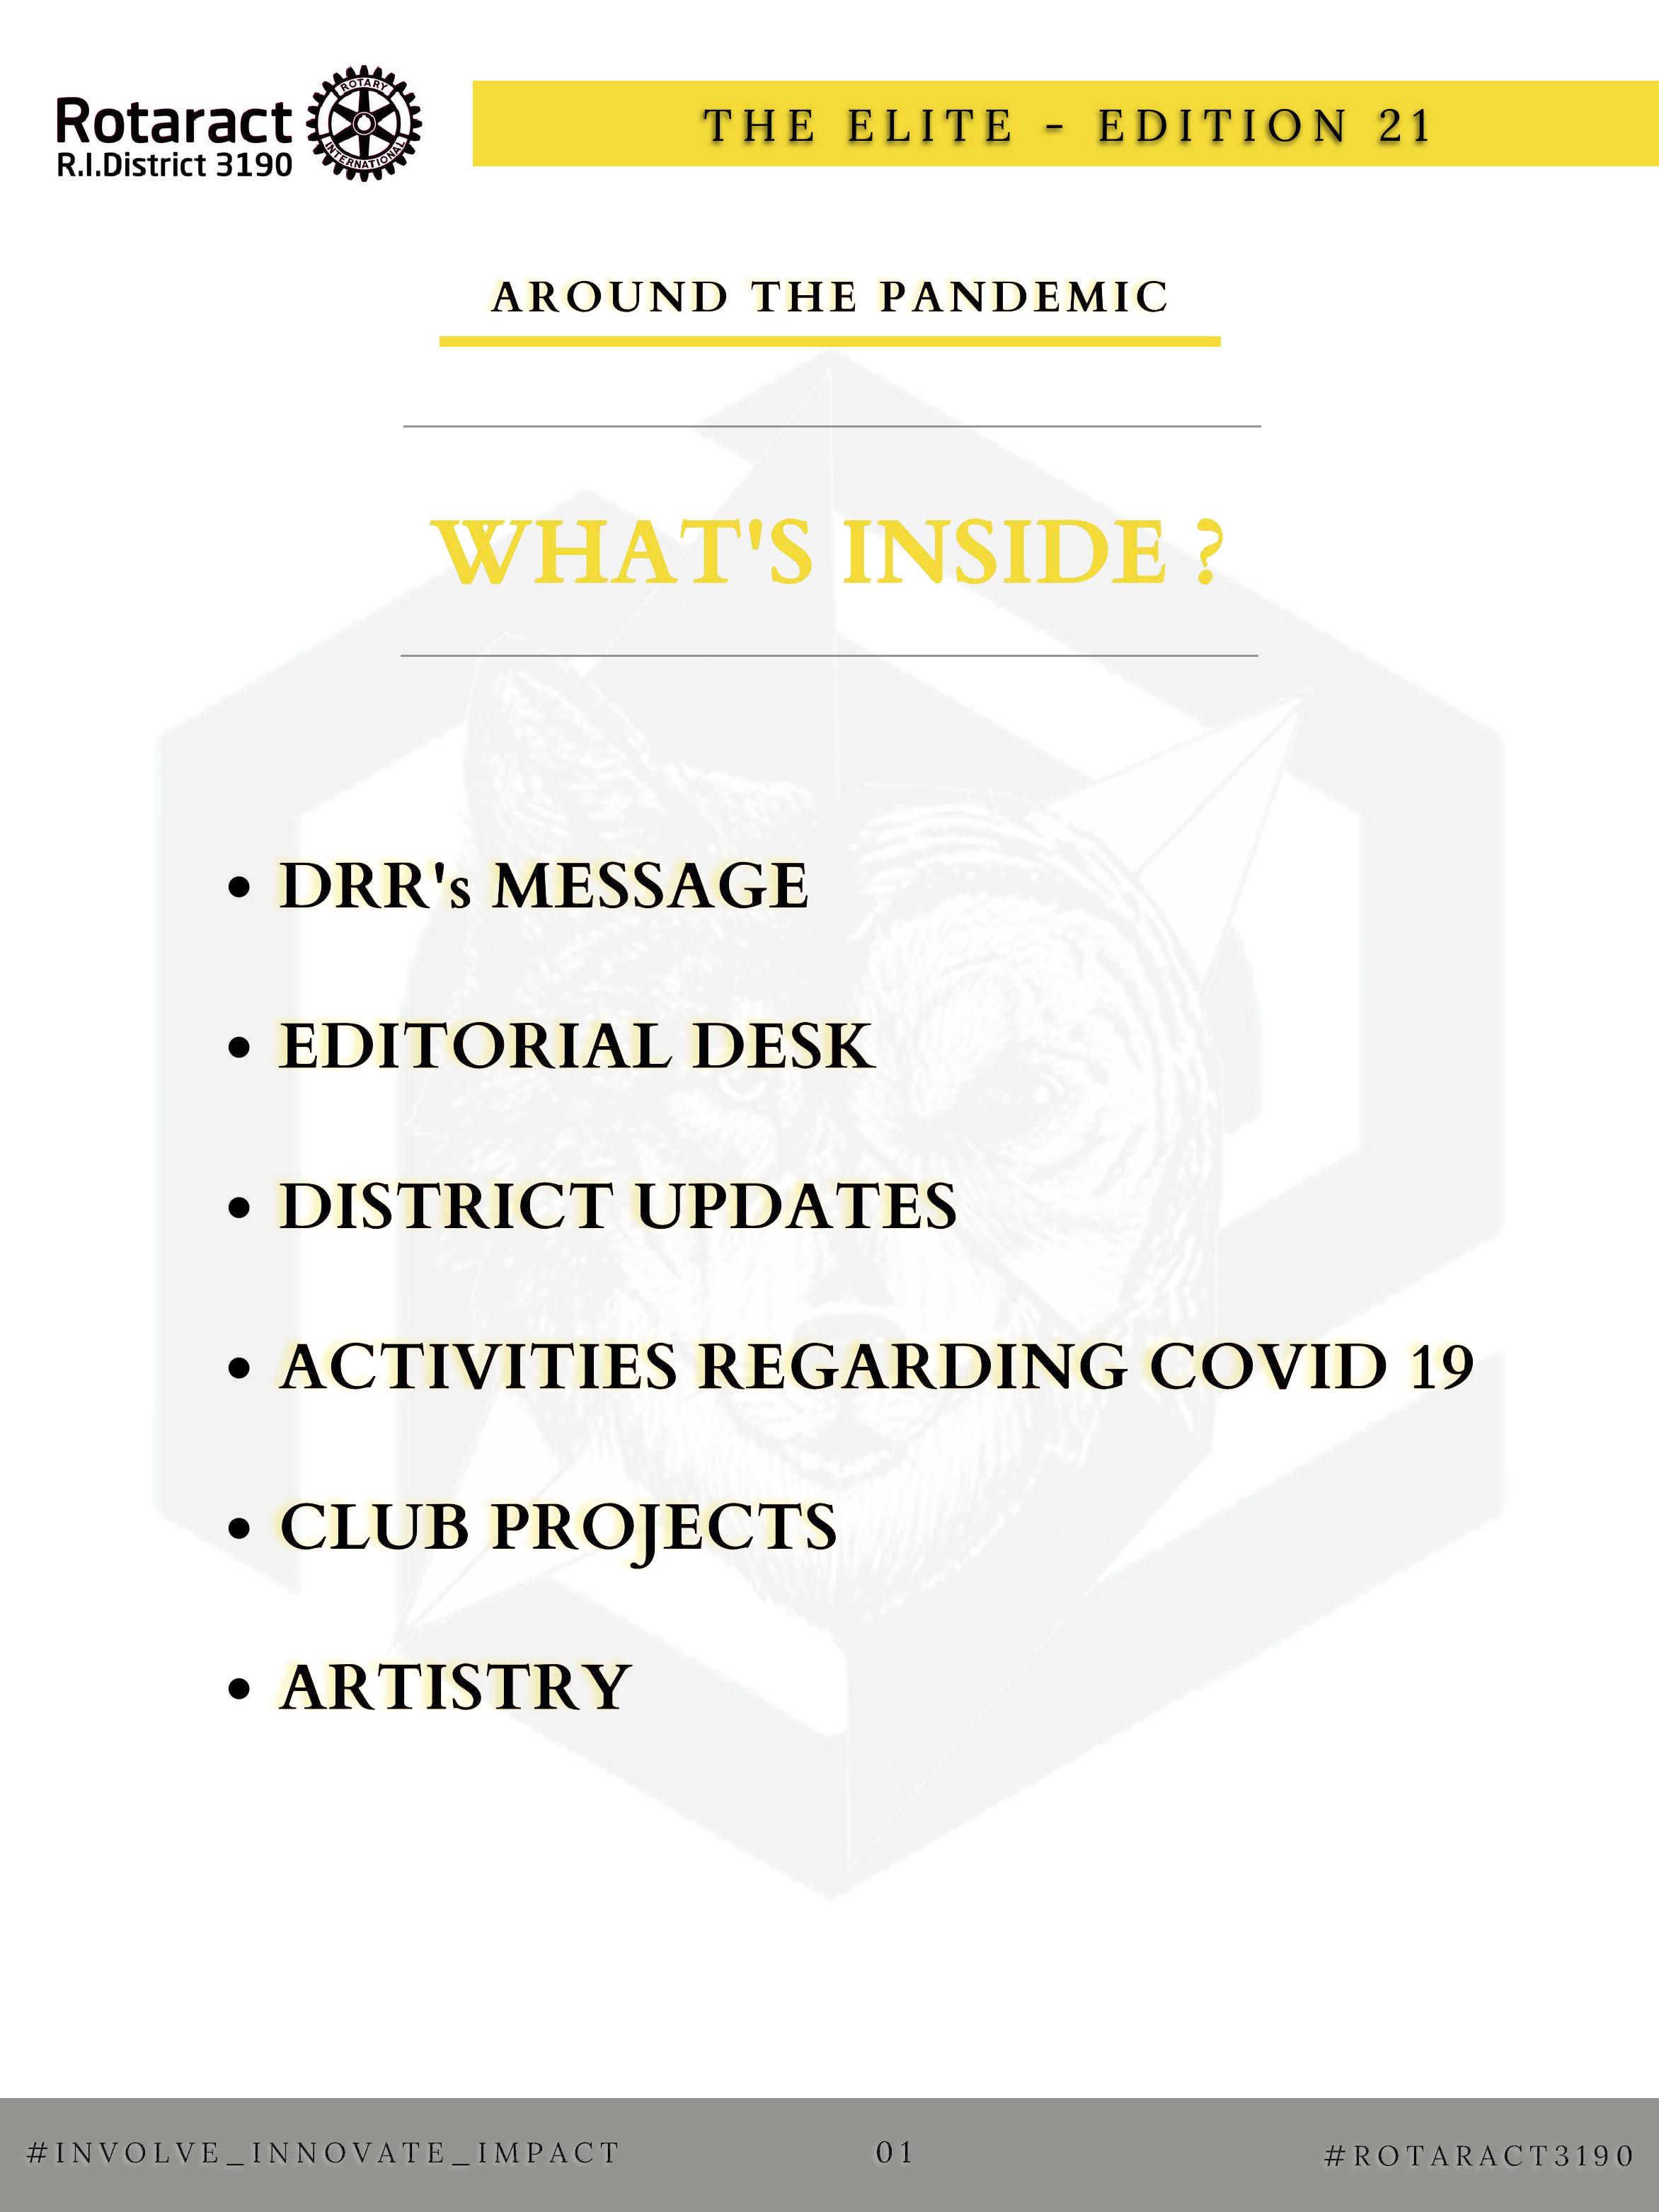 Rotaract
R.I.District 3190
ROTARY
INTERNATIONAL
THE ELITE - EDITION 21
AROUND THE PANDEMIC
WHAT'S INSIDE ?
• DRR's MESSAGE
• EDITORIAL DESK
• DISTRICT UPDATES
• ACTIVITIES REGARDING COVID 19
• CLUB PROJECTS
• ARTISTRY
#INVOLVE_INNOVATE_IMPACT
01
#ROTARACT3190